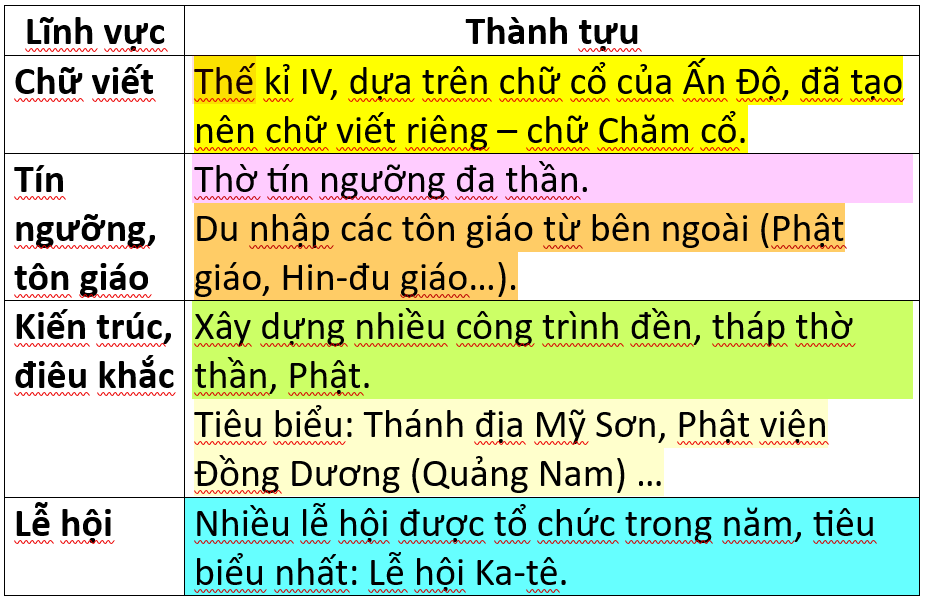 Lĩnh vực Thành tựu
Chữ viết Thế kỉ IV, dựa trên chữ cổ của Ấn Độ, đã tạo
nên chữ viết riêng – chữ Chăm cổ.
Tín Thờ tín ngưỡng đa thần.
ngưỡng, Du nhập các tôn giáo từ bên ngoài (Phật
tôn giáo giáo, Hin-đu giáo…).
Kiến trúc, Xây dựng nhiều công trình đền, tháp thờ
điêu khắc thần, Phật.
Tiêu biểu: Thánh địa Mỹ Sơn, Phật viện
Đồng Dương (Quảng Nam) …
Lễ hội Nhiều lễ hội được tổ chức trong năm, tiêu
biểu nhất: Lễ hội Ka-tê.